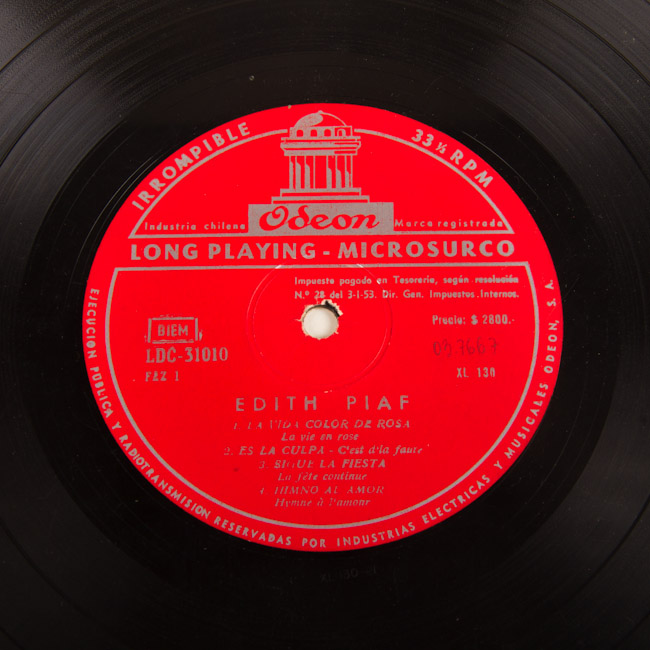 IRROMPIBLE
33⅓ RPM
Industria chilena
Odeon
Marca registrada
LONG PLAYING - MICROSURCO
Impuesto pagado en Tesorería, según resolución
N.º 28 del 3-1-53. Dir. Gen. Impuestos Internos.
BIEM
Precio: $ 2800.-
LDC-31010
FAZ 1
XL 130
EDITH PIAF
1. LA VIDA COLOR DE ROSA
La vie en rose
2. ES LA CULPA - C'est d'la faute
3. SIGUE LA FIESTA
La fête continue
4. HIMNO AL AMOR
Hymne à l'amour
EJECUCION PUBLICA Y RADIOTRANSMISION RESERVADAS POR INDUSTRIAS ELECTRICAS Y MUSICALES ODEON, S. A.